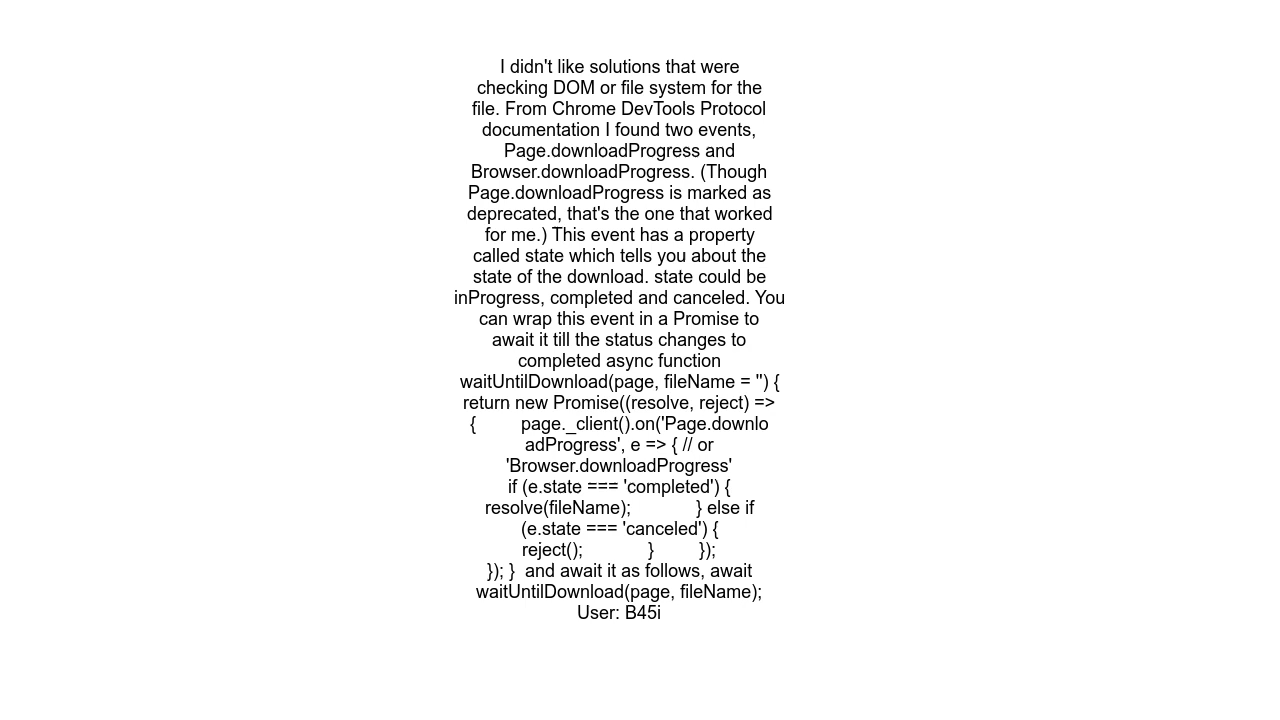 I didn't like solutions that were
checking DOM or file system for the
file. From Chrome DevTools Protocol
documentation I found two events,
Page.downloadProgress and
Browser.downloadProgress. (Though
Page.downloadProgress is marked as
deprecated, that's the one that worked
for me.) This event has a property
called state which tells you about the
state of the download. state could be
inProgress, completed and canceled. You
can wrap this event in a Promise to
await it till the status changes to
completed async function
waitUntilDownload(page, fileName = '') {
return new Promise((resolve, reject) =>
{         page._client().on('Page.downlo
adProgress', e => { // or
'Browser.downloadProgress'
if (e.state === 'completed') {
resolve(fileName);             } else if
(e.state === 'canceled') {
reject();             }         });
}); }  and await it as follows, await
waitUntilDownload(page, fileName);
User: B45i